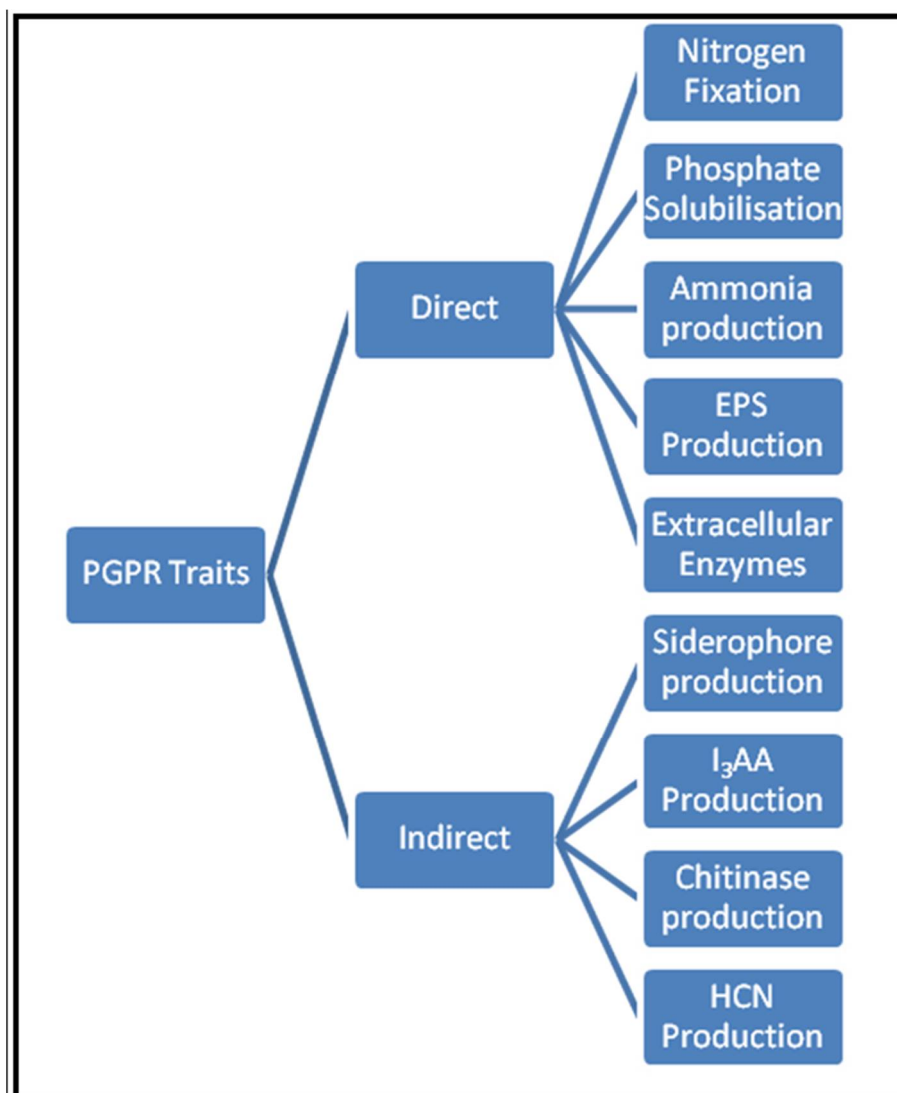 PGPR Traits
Direct
Nitrogen
Fixation
Phosphate
Solubilisation
Ammonia
production
EPS
Production
Extracellular
Enzymes
Indirect
Siderophore
production
I₃AA
Production
Chitinase
production
HCN
Production